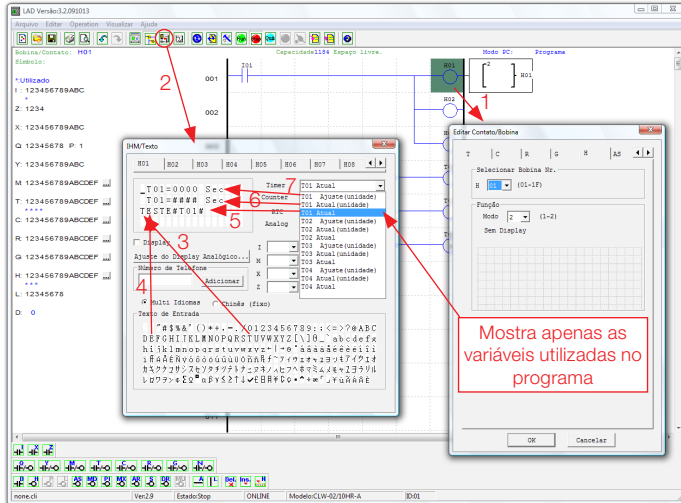 LAD Versão:3.2.091013
Arquivo Editar Operation Visualizar Ajuda
Bobina/Contato: H01
Capacidade1184 Espaço livre.
Modo PC: Programa
Símbolo:
*:Utilizado
I : 123456789ABC
*
Z: 1234
X: 123456789ABC
Q: 12345678 P: 1
Y: 123456789ABC
M: 123456789ABCDEF ...
T: 123456789ABCDEF ...
****
C: 123456789ABCDEF ...
R: 123456789ABCDEF ...
G: 123456789ABCDEF ...
H: 123456789ABCDEF ...
***
L: 12345678
D: 0
001
002
T01
H01
H02
2
H01
1
2
IHM/Texto
H01 H02 H03 H04 H05 H06 H07 H08
_T01=0000 Sec
T01=#### Sec
TESTE#T01#
7
6
5
3
4
Timer
Counter
RTC
Analog
T01 Atual
T01 Ajuste(unidade)
T01 Atual(unidade)
T01 Atual
T02 Ajuste(unidade)
T02 Atual(unidade)
T02 Atual
T03 Ajuste(unidade)
T03 Atual(unidade)
T03 Atual
T04 Ajuste(unidade)
T04 Atual(unidade)
T04 Atual
Display
Ajuste do Display Analógico...
Número de Telefone
Adicionar
I
M
X
Z
Multi Idiomas
Chinês (fixo)
Texto de Entrada
"#$%&'()*+,-./0123456789:;<=>?@ABC
DEFGHIJKLMNOPQRSTUVWXYZ[\]^_`abcdefg
Editar Contato/Bobina
T C R G H AS
Selecionar Bobina Nr.
H 01 (01~1F)
Função
Modo 2 (1~2)
Sem Display
Mostra apenas as
variáveis utilizadas no
programa
OK Cancelar
none.cli Ver:2.9 Estado:Stop ONLINE Modelo:CLW-02/10HR-A ID:01